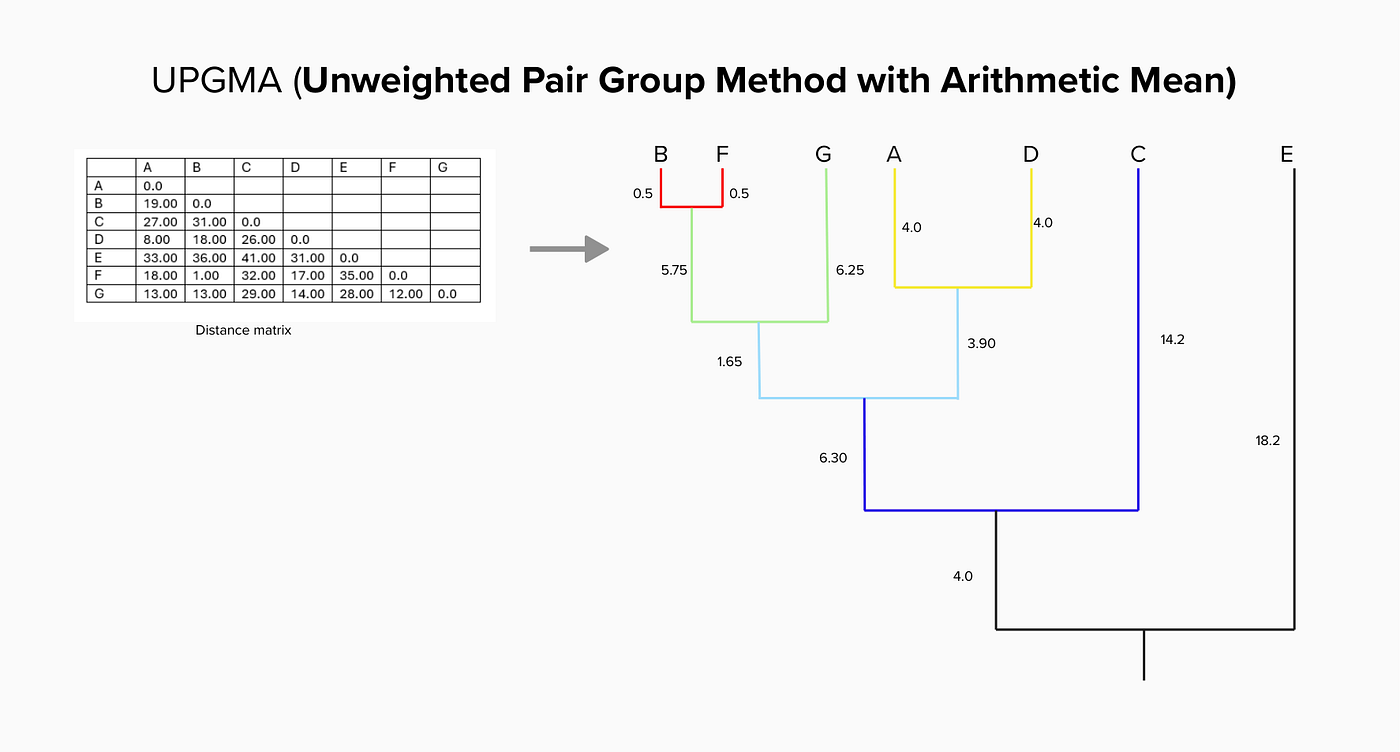 UPGMA (Unweighted Pair Group Method with Arithmetic Mean)
A B C D E F G
A 0.0
B 19.00 0.0
C 27.00 31.00 0.0
D 8.00 18.00 26.00 0.0
E 33.00 36.00 41.00 31.00 0.0
F 18.00 1.00 32.00 17.00 35.00 0.0
G 13.00 13.00 29.00 14.00 28.00 12.00 0.0
Distance matrix
B F G A D C E
0.5 0.5
4.0 4.0
5.75 6.25
14.2
1.65 3.90
18.2
6.30
4.0